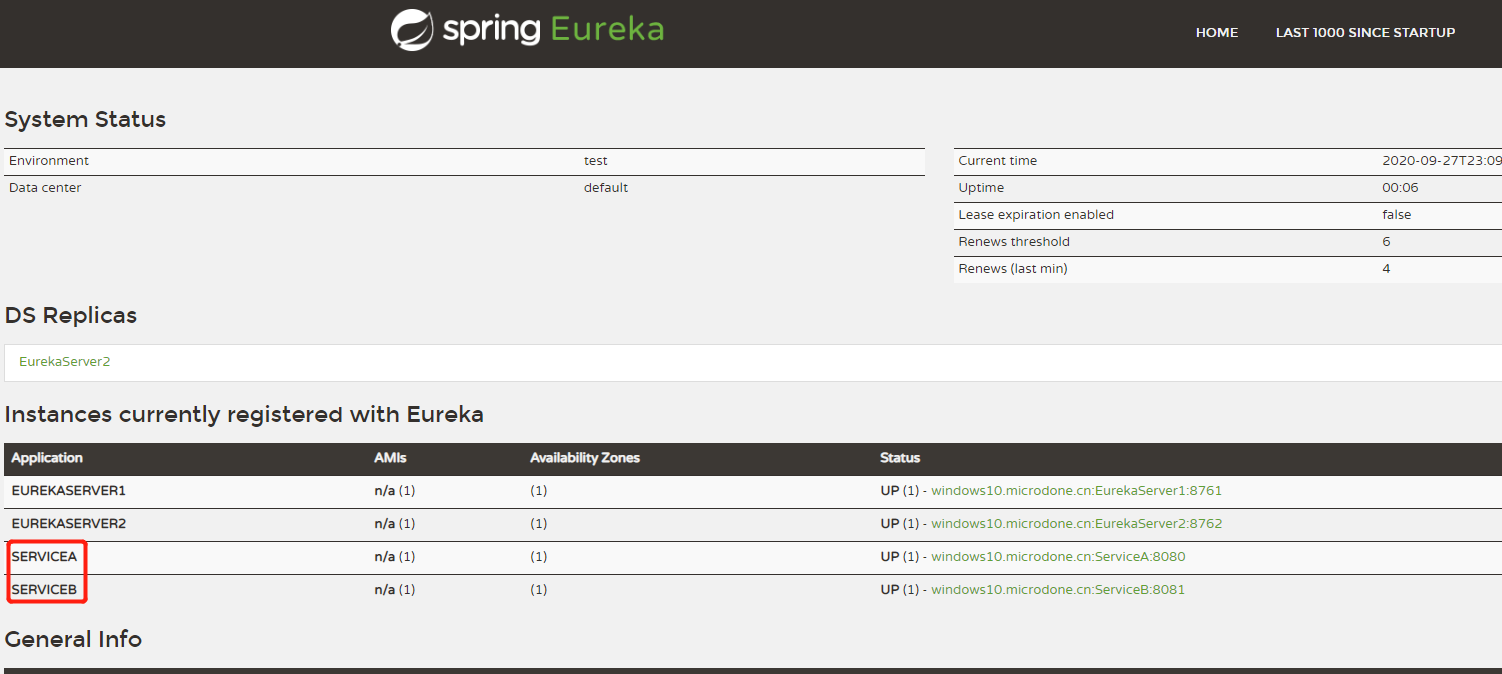 spring Eureka
HOME LAST 1000 SINCE STARTUP
System Status
Environment test
Data center default
Current time 2020-09-27T23:09
Uptime 00:06
Lease expiration enabled false
Renews threshold 6
Renews (last min) 4
DS Replicas
EurekaServer2
Instances currently registered with Eureka
Application AMIs Availability Zones Status
EUREKASERVER1 n/a (1) (1) UP (1) - windows10.microdone.cn:EurekaServer1:8761
EUREKASERVER2 n/a (1) (1) UP (1) - windows10.microdone.cn:EurekaServer2:8762
SERVICEA n/a (1) (1) UP (1) - windows10.microdone.cn:ServiceA:8080
SERVICEB n/a (1) (1) UP (1) - windows10.microdone.cn:ServiceB:8081
General Info